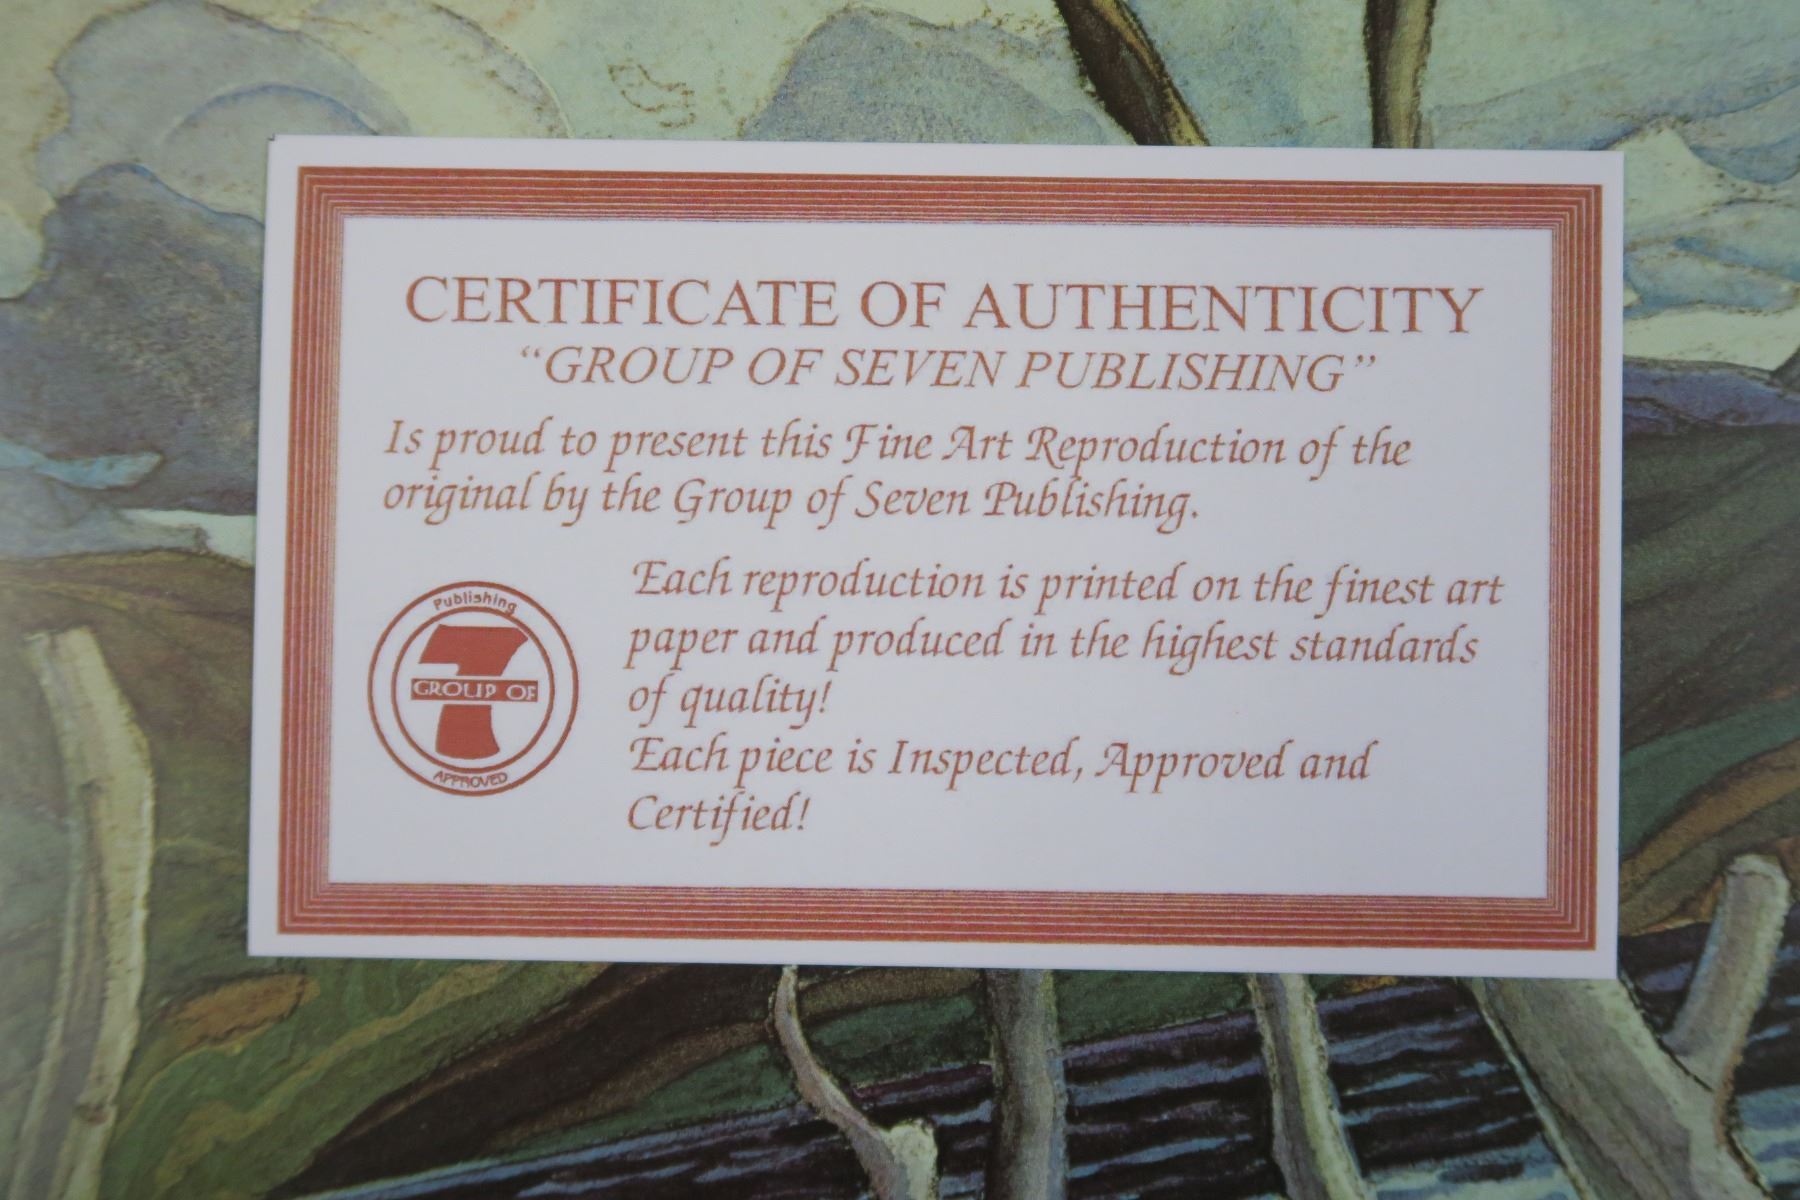 CERTIFICATE OF AUTHENTICITY
“GROUP OF SEVEN PUBLISHING”
Is proud to present this Fine Art Reproduction of the
original by the Group of Seven Publishing.
Each reproduction is printed on the finest art
paper and produced in the highest standards
of quality!
Each piece is Inspected, Approved and
Certified!
Publishing
7
GROUP OF
APPROVED